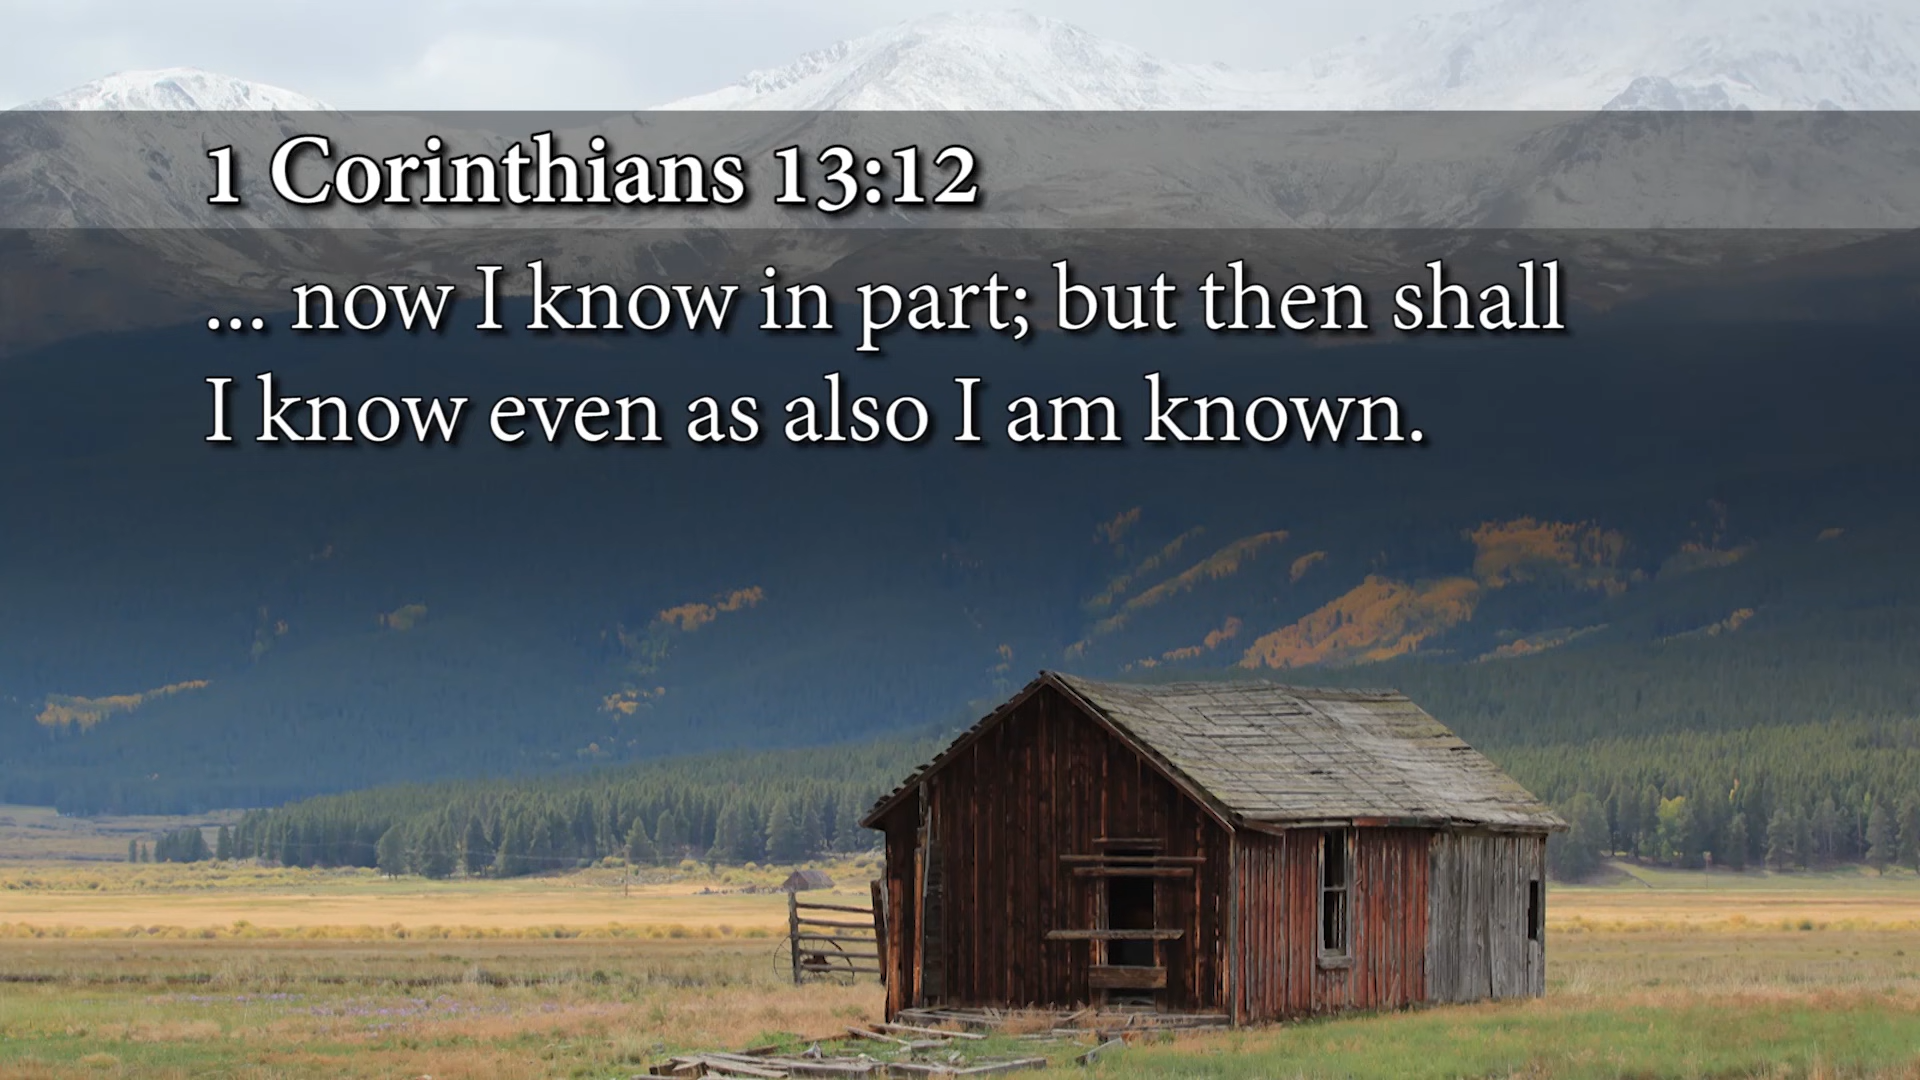 1 Corinthians 13:12
... now I know in part; but then shall
I know even as also I am known.